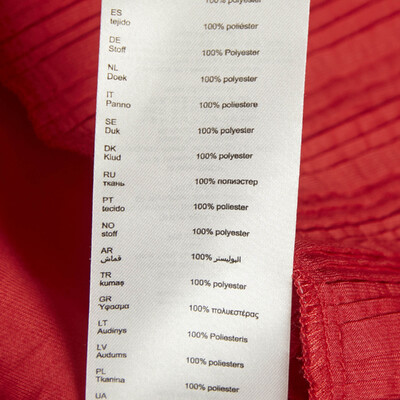 100% polyester
ES
tejido 100% poliéster
DE
Stoff 100% polyester
NL
Doek 100% polyester
IT
Panno 100% poliestere
SE
Duk 100% polyester
DK
Klud 100% polyester
RU
ткань 100% полиэстер
PT
tecido 100% poliéster
NO
stoff 100% polyester
AR
قماش 100% البوليستر
TR
kumaş 100% polyester
GR
Ύφασμα 100% πολυεστέρας
LT
Audinys 100% Poliesteris
LV
Audums 100% poliesters
PL
Tkanina 100% poliester
UA